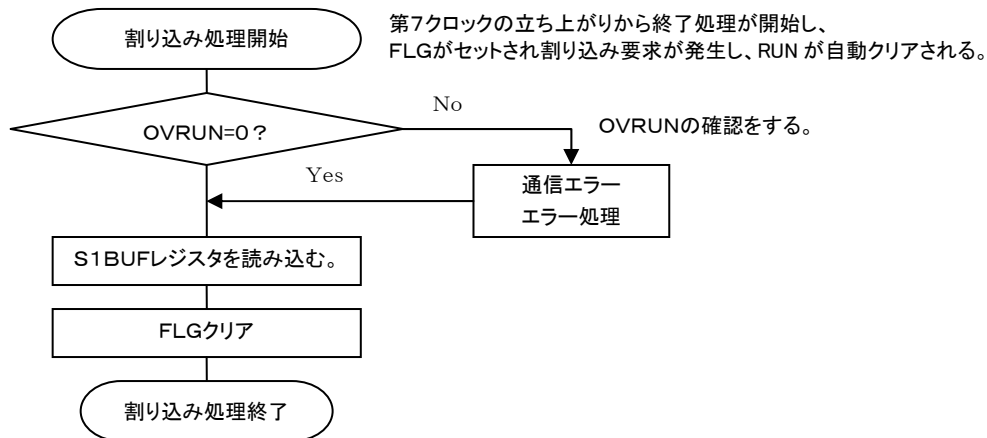 割り込み処理開始
第７クロックの立ち上がりから終了処理が開始し、
FLGがセットされ割り込み要求が発生し、RUN が自動クリアされる。
OVRUN=0？
No
OVRUNの確認をする。
Yes
通信エラー
エラー処理
S1BUFレジスタを読み込む。
FLGクリア
割り込み処理終了